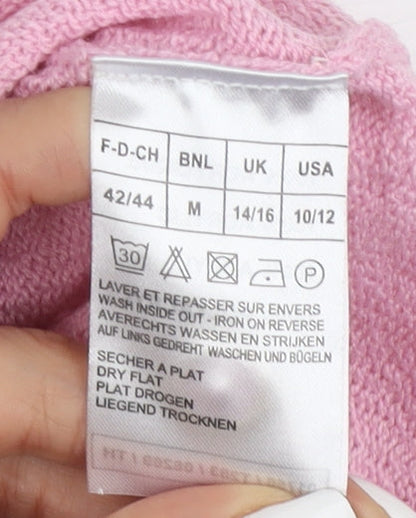 F-D-CH BNL UK USA
42/44 M 14/16 10/12
30 P
LAVER ET REPASSER SUR ENVERS
WASH INSIDE OUT - IRON ON REVERSE
AVERECHTS WASSEN EN STRIJKEN
AUF LINKS GEDREHT WASCHEN UND BÜGELN
SECHER A PLAT
DRY FLAT
PLAT DROGEN
LIEGEND TROCKNEN